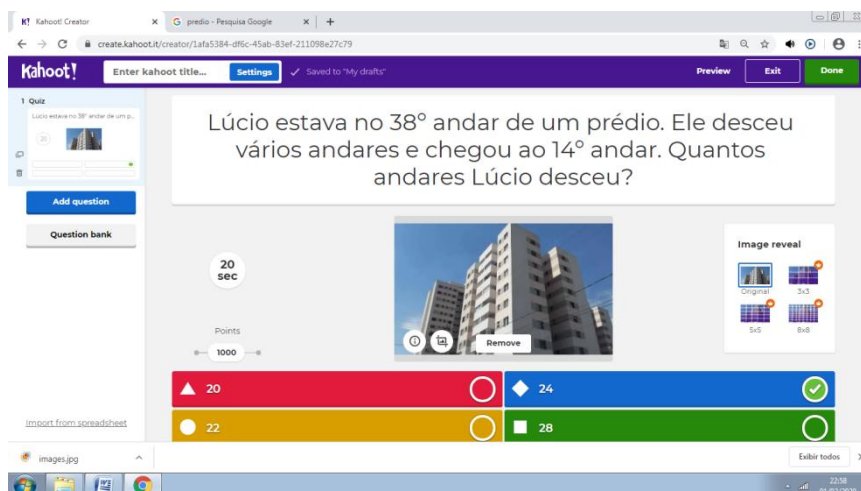 Kahoot! Creator
predio - Pesquisa Google
create.kahoot.it/creator/1afa5384-df6c-45ab-83ef-211098e27c79
Kahoot!
Enter kahoot title...
Settings
Saved to "My drafts"
Preview
Exit
Done
1 Quiz
Lúcio estava no 38º andar de um p...
20
Add question
Question bank
Import from spreadsheet
Lúcio estava no 38º andar de um prédio. Ele desceu
vários andares e chegou ao 14º andar. Quantos
andares Lúcio desceu?
20
sec
Points
1000
Remove
Image reveal
Original
3x3
5x5
8x8
20
24
22
28
images.jpg
Exibir todos
22:58